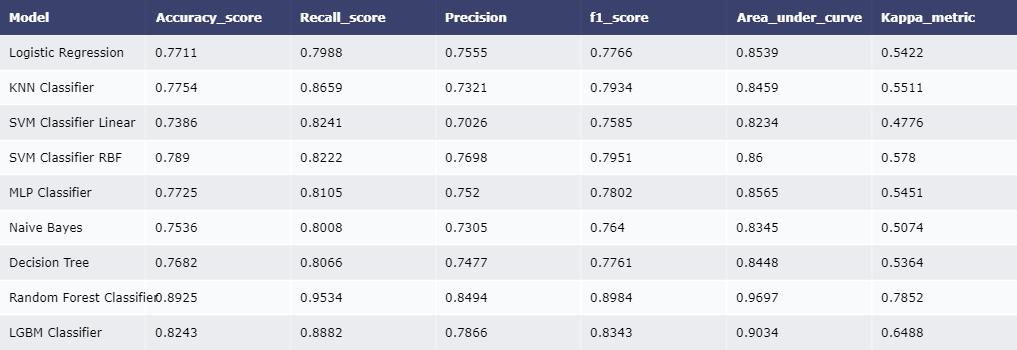 Model Accuracy_score Recall_score Precision f1_score Area_under_curve Kappa_metric
Logistic Regression 0.7711 0.7988 0.7555 0.7766 0.8539 0.5422
KNN Classifier 0.7754 0.8659 0.7321 0.7934 0.8459 0.5511
SVM Classifier Linear 0.7386 0.8241 0.7026 0.7585 0.8234 0.4776
SVM Classifier RBF 0.789 0.8222 0.7698 0.7951 0.86 0.578
MLP Classifier 0.7725 0.8105 0.752 0.7802 0.8565 0.5451
Naive Bayes 0.7536 0.8008 0.7305 0.764 0.8345 0.5074
Decision Tree 0.7682 0.8066 0.7477 0.7761 0.8448 0.5364
Random Forest Classifier 0.8925 0.9534 0.8494 0.8984 0.9697 0.7852
LGBM Classifier 0.8243 0.8882 0.7866 0.8343 0.9034 0.6488